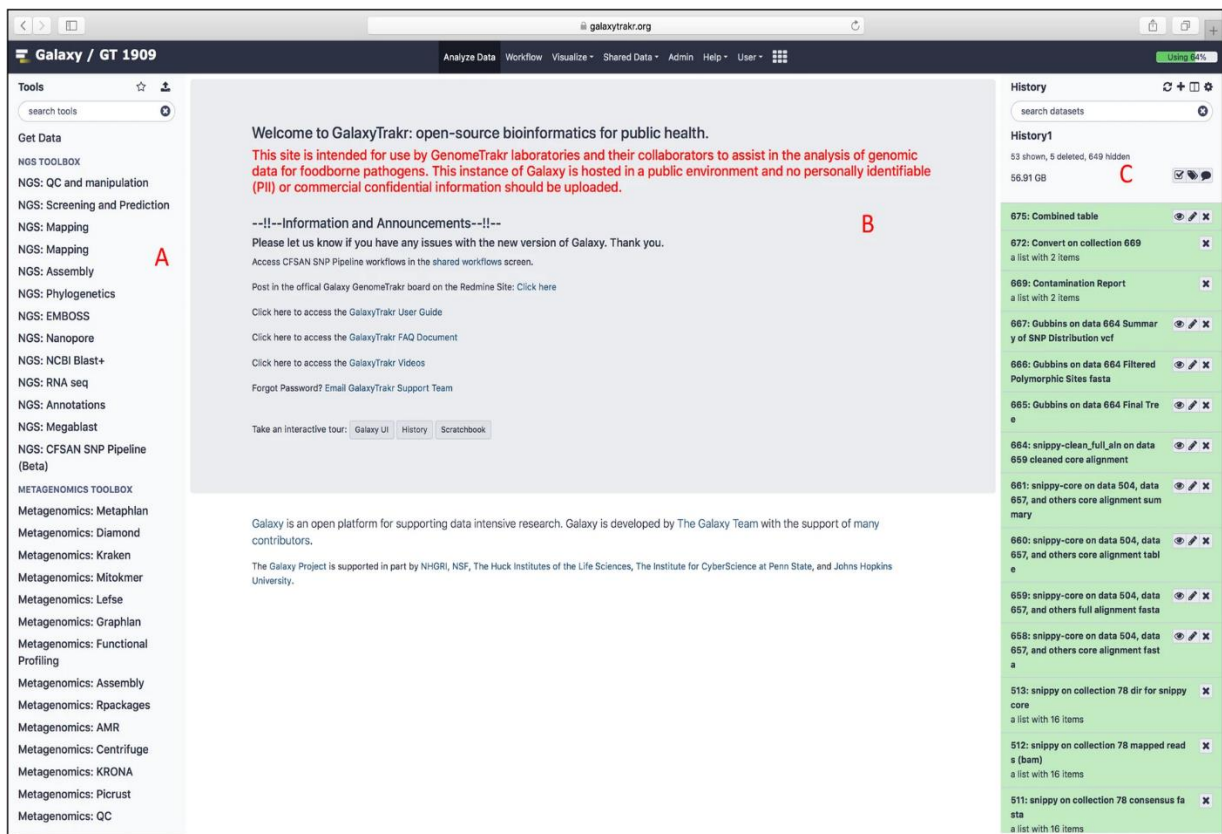 galaxytrakr.org
Galaxy / GT 1909
Analyze Data Workflow Visualize Shared Data Admin Help User
Using 64%
Tools
search tools
Get Data
NGS TOOLBOX
NGS: QC and manipulation
NGS: Screening and Prediction
NGS: Mapping
NGS: Mapping
A
NGS: Assembly
NGS: Phylogenetics
NGS: EMBOSS
NGS: Nanopore
NGS: NCBI Blast+
NGS: RNA seq
NGS: Annotations
NGS: Megablast
NGS: CFSAN SNP Pipeline
(Beta)
METAGENOMICS TOOLBOX
Metagenomics: Metaphlan
Metagenomics: Diamond
Metagenomics: Kraken
Metagenomics: Mitokmer
Metagenomics: Lefse
Metagenomics: Graphlan
Metagenomics: Functional
Profiling
Metagenomics: Assembly
Metagenomics: Rpackages
Metagenomics: AMR
Metagenomics: Centrifuge
Metagenomics: KRONA
Metagenomics: Picrust
Metagenomics: QC
Welcome to GalaxyTrakr: open-source bioinformatics for public health.
This site is intended for use by GenomeTrakr laboratories and their collaborators to assist in the analysis of genomic
data for foodborne pathogens. This instance of Galaxy is hosted in a public environment and no personally identifiable
(PII) or commercial confidential information should be uploaded.
--!!--Information and Announcements--!!--
B
Please let us know if you have any issues with the new version of Galaxy. Thank you.
Access CFSAN SNP Pipeline workflows in the shared workflows screen.
Post in the offical Galaxy GenomeTrakr board on the Redmine Site: Click here
Click here to access the GalaxyTrakr User Guide
Click here to access the GalaxyTrakr FAQ Document
Click here to access the GalaxyTrakr Videos
Forgot Password? Email GalaxyTrakr Support Team
Take an interactive tour: Galaxy UI History Scratchbook
Galaxy is an open platform for supporting data intensive research. Galaxy is developed by The Galaxy Team with the support of many
contributors.
The Galaxy Project is supported in part by NHGRI, NSF, The Huck Institutes of the Life Sciences, The Institute for CyberScience at Penn State, and Johns Hopkins
University.
History
search datasets
History1
53 shown, 5 deleted, 649 hidden
56.91 GB
C
675: Combined table
672: Convert on collection 669
a list with 2 items
669: Contamination Report
a list with 2 items
667: Gubbins on data 664 Summar
y of SNP Distribution vcf
666: Gubbins on data 664 Filtered
Polymorphic Sites fasta
665: Gubbins on data 664 Final Tre
e
664: snippy-clean_full_aln on data
659 cleaned core alignment
661: snippy-core on data 504, data
657, and others core alignment sum
mary
660: snippy-core on data 504, data
657, and others core alignment tabl
e
659: snippy-core on data 504, data
657, and others full alignment fasta
658: snippy-core on data 504, data
657, and others core alignment fast
a
513: snippy on collection 78 dir for snippy
core
a list with 16 items
512: snippy on collection 78 mapped read
s (bam)
a list with 16 items
511: snippy on collection 78 consensus fa
sta
a list with 16 items